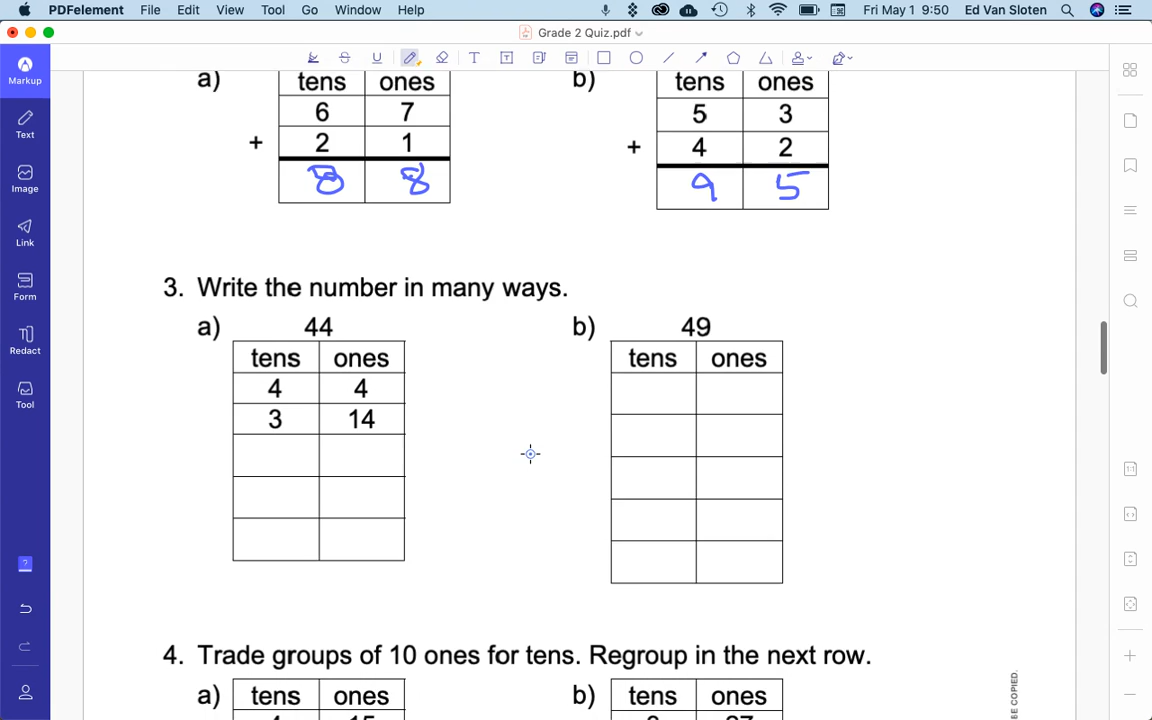 PDFelement File Edit View Tool Go Window Help Fri May 1 9:50 Ed Van Sloten
Grade 2 Quiz.pdf
Markup
Text
Image
Link
Form
Redact
Tool
a)
tens ones
6 7
+ 2 1
8 8
b)
tens ones
5 3
+ 4 2
9 5
3. Write the number in many ways.
a) 44
tens ones
4 4
3 14
b) 49
tens ones
4. Trade groups of 10 ones for tens. Regroup in the next row.
a) tens ones
b) tens ones
BE COPIED.